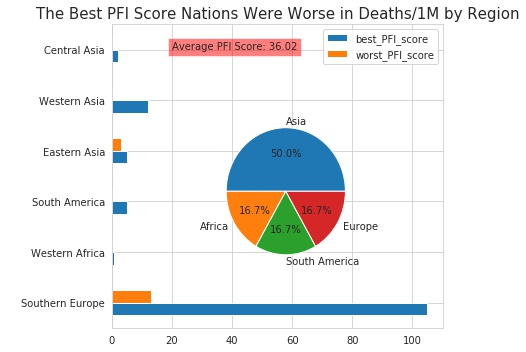 The Best PFI Score Nations Were Worse in Deaths/1M by Region
Average PFI Score: 36.02
best_PFI_score
worst_PFI_score
Central Asia
Western Asia
Eastern Asia
South America
Western Africa
Southern Europe
Asia
50.0%
16.7%
16.7%
16.7%
Africa
Europe
South America
0
20
40
60
80
100